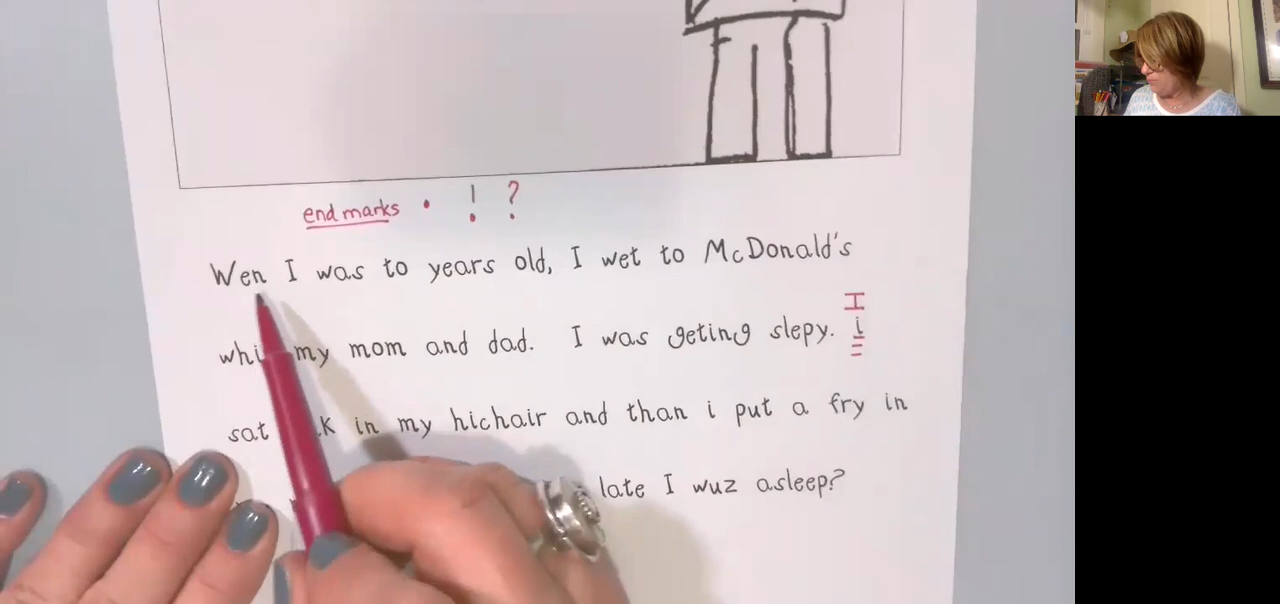 end marks . ! ?
Wen I was to years old, I wet to McDonald's
my mom and dad. I was geting slepy. i
I
sat in my hichair and than i put a fry in
late I wuz asleep?